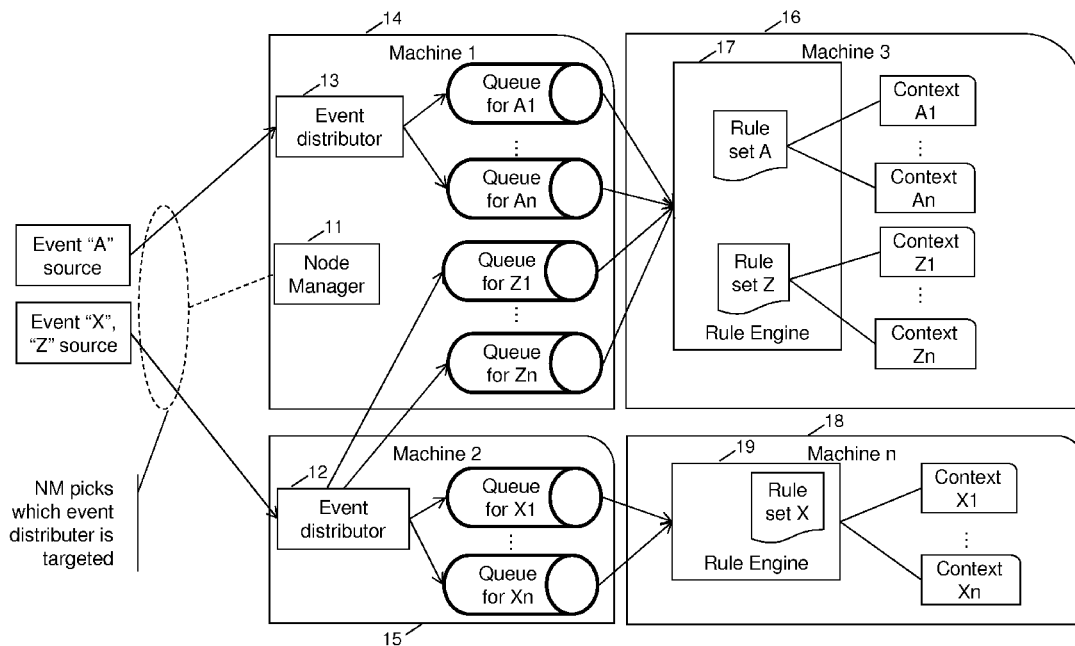 14
Machine 1
13
Event
distributor
Queue
for A1
⋮
Queue
for An
11
Node
Manager
Queue
for Z1
⋮
Queue
for Zn
16
Machine 3
17
Rule
set A
Rule
set Z
Rule Engine
Context
A1
⋮
Context
An
Context
Z1
⋮
Context
Zn
Event “A”
source
Event “X”,
“Z” source
NM picks
which event
distributer is
targeted
Machine 2
12
Event
distributor
Queue
for X1
⋮
Queue
for Xn
15
18
Machine n
19
Rule
set X
Rule Engine
Context
X1
⋮
Context
Xn